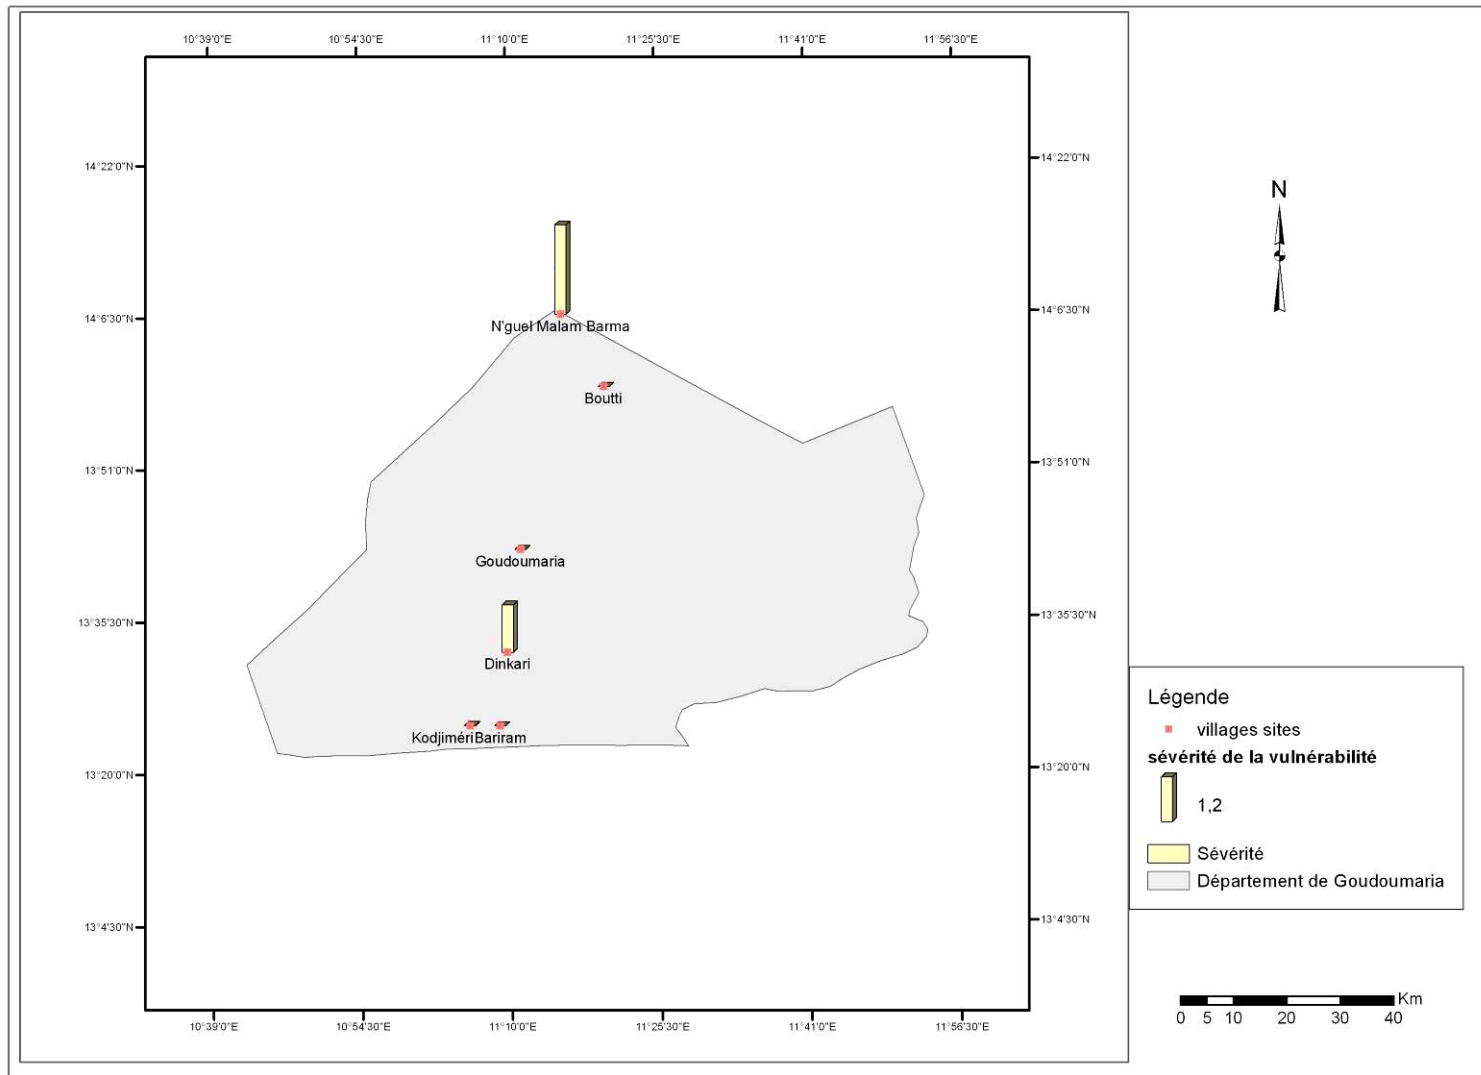 10°39'0"E 10°54'30"E 11°10'0"E 11°25'30"E 11°41'0"E 11°56'30"E
14°22'0"N 14°22'0"N
N
14°6'30"N 14°6'30"N
N'guel Malam Barma
Boutti
13°51'0"N 13°51'0"N
Goudoumaria
13°35'30"N 13°35'30"N
Dinkari
KodjimériBariram
13°20'0"N 13°20'0"N
13°4'30"N 13°4'30"N
10°39'0"E 10°54'30"E 11°10'0"E 11°25'30"E 11°41'0"E 11°56'30"E
Légende
villages sites
sévérité de la vulnérabilité
1,2
Sévérité
Département de Goudoumaria
Km
0 5 10 20 30 40